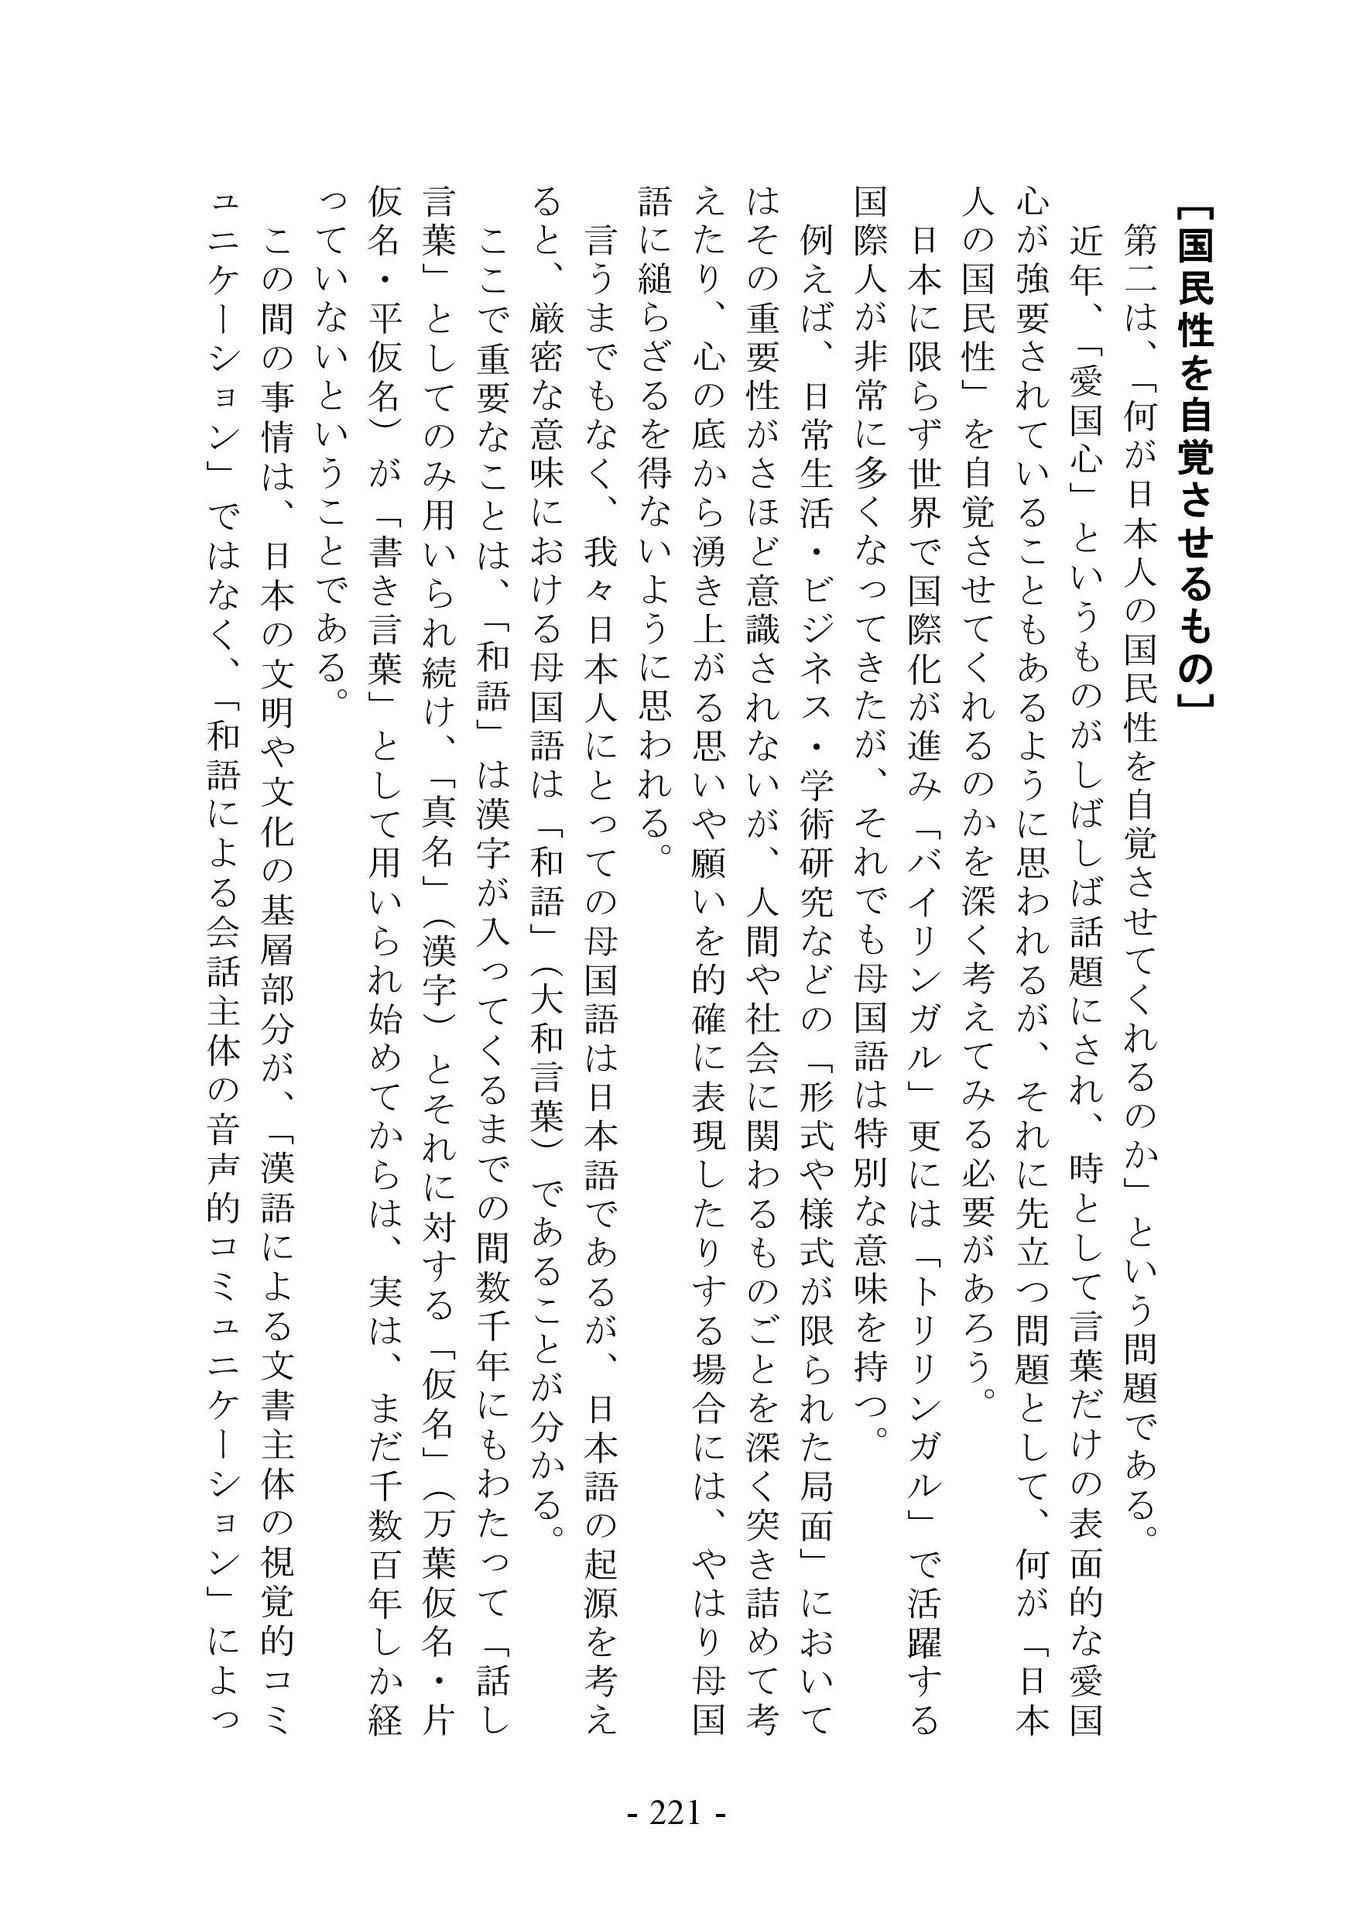 [国民性を自覚させるもの]
　第二は、「何が日本人の国民性を自覚させてくれるのか」という問題である。
　近年、「愛国心」というものがしばしば話題にされ、時として言葉だけの表面的な愛国
心が強要されていることもあるように思われるが、それに先立つ問題として、何が「日本
人の国民性」を自覚させてくれるのかを深く考えてみる必要があろう。
　日本に限らず世界で国際化が進み「バイリンガル」更には「トリリンガル」で活躍する
国際人が非常に多くなってきたが、それでも母国語は特別な意味を持つ。
　例えば、日常生活・ビジネス・学術研究などの「形式や様式が限られた局面」において
はその重要性がさほど意識されないが、人間や社会に関わるものごとを深く突き詰めて考
えたり、心の底から湧き上がる思いや願いを的確に表現したりする場合には、やはり母国
語に縋らざるを得ないように思われる。
　言うまでもなく、我々日本人にとっての母国語は日本語であるが、日本語の起源を考え
ると、厳密な意味における母国語は「和語」（大和言葉）であることが分かる。
　ここで重要なことは、「和語」は漢字が入ってくるまでの間数千年にもわたって「話し
言葉」としてのみ用いられ続け、「真名」（漢字）とそれに対する「仮名」（万葉仮名・片
仮名・平仮名）が「書き言葉」として用いられ始めてからは、実は、まだ千数百年しか経
っていないということである。
　この間の事情は、日本の文明や文化の基層部分が、「漢語による文書主体の視覚的コミ
ュニケーション」ではなく、「和語による会話主体の音声的コミュニケーション」によっ
- 221 -